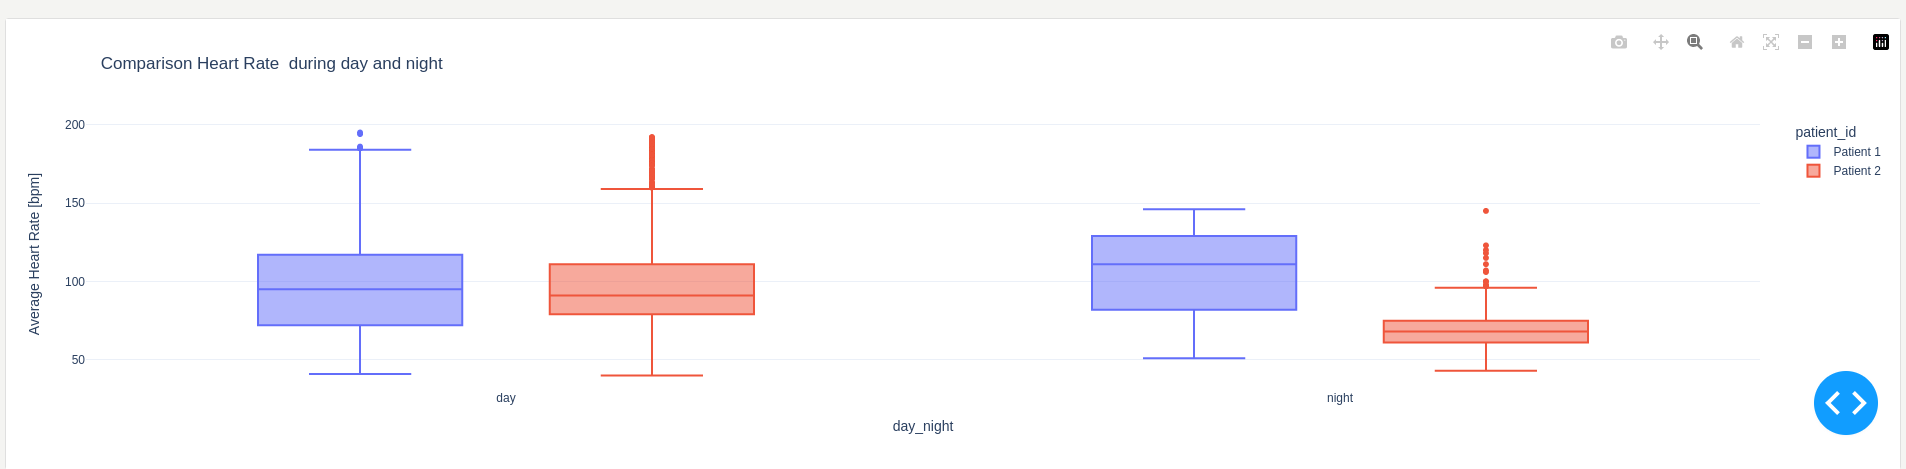 Comparison Heart Rate  during day and night
200
150
100
50
Average Heart Rate [bpm]
day
night
day_night
patient_id
Patient 1
Patient 2